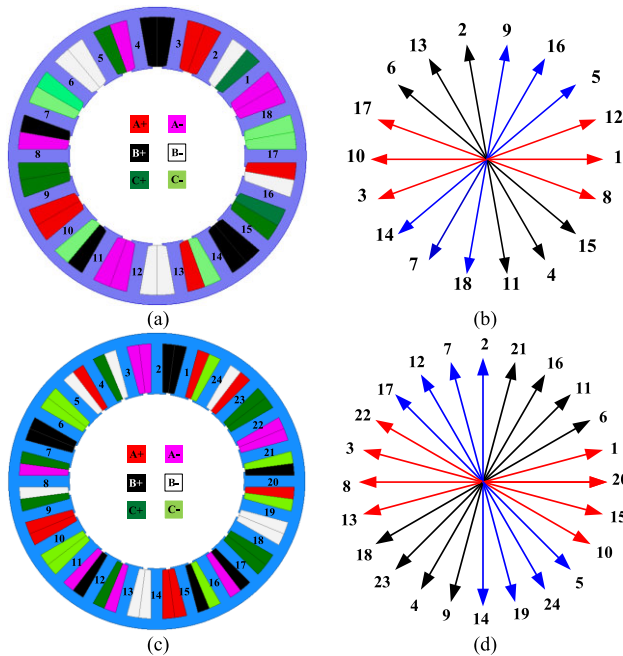 4 3
5 2
6 1
7 18
8 17
9 16
10 15
11 12 13 14
A+ A-
B+ B-
C+ C-
(a)
2 9
13 16
6 5
17 12
10 1
3 8
14 15
7 4
18 11
(b)
3 2 1 24
4 23
5 22
6 21
7 20
8 19
9 18
10 17
11 16
12 13 14 15
A+ A-
B+ B-
C+ C-
(c)
2
7 21
12 16
17 11
22 6
3 1
8 20
13 15
18 10
23 5
4 24
9 19
14
(d)